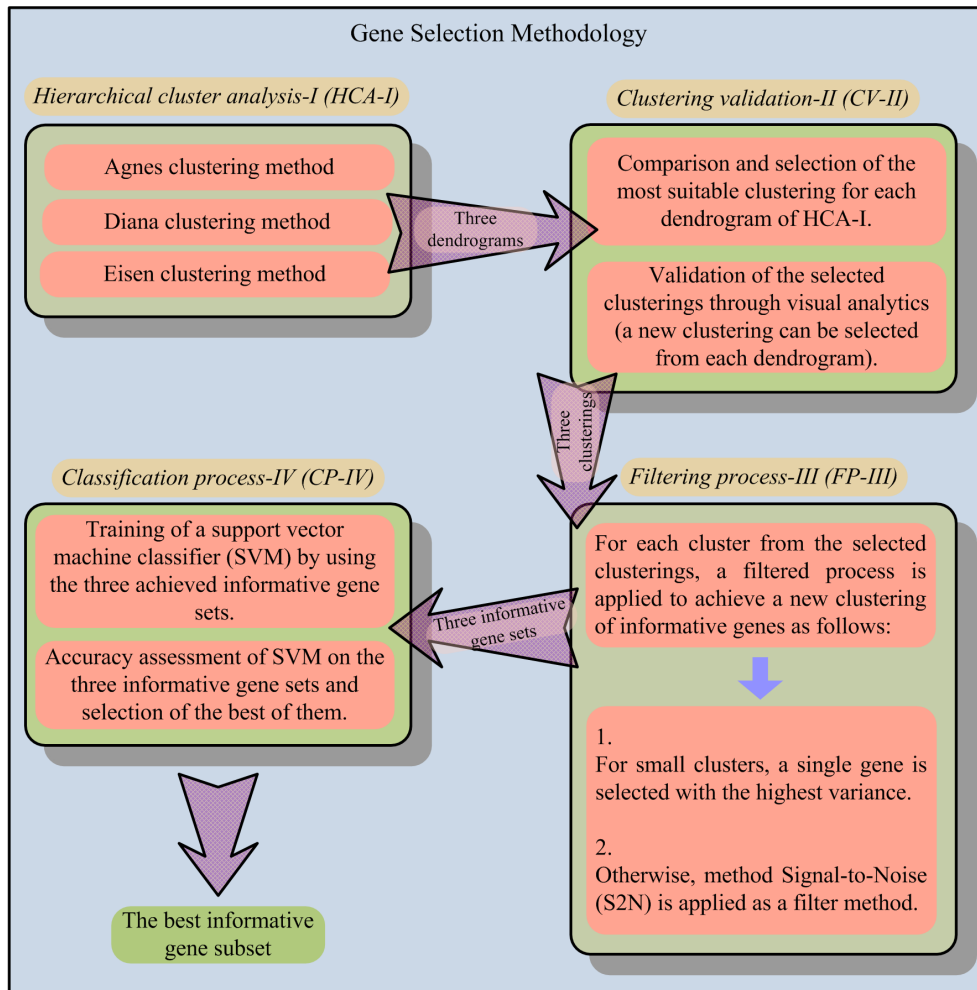 Gene Selection Methodology
Hierarchical cluster analysis-I (HCA-I)
Agnes clustering method
Diana clustering method
Eisen clustering method
Three
dendrograms
Clustering validation-II (CV-II)
Comparison and selection of the
most suitable clustering for each
dendrogram of HCA-I.
Validation of the selected
clusterings through visual analytics
(a new clustering can be selected
from each dendrogram).
Three
clusterings
Filtering process-III (FP-III)
For each cluster from the selected
clusterings, a filtered process is
applied to achieve a new clustering
of informative genes as follows:
1.
For small clusters, a single gene is
selected with the highest variance.
2.
Otherwise, method Signal-to-Noise
(S2N) is applied as a filter method.
Three informative
gene sets
Classification process-IV (CP-IV)
Training of a support vector
machine classifier (SVM) by using
the three achieved informative gene
sets.
Accuracy assessment of SVM on the
three informative gene sets and
selection of the best of them.
The best informative
gene subset